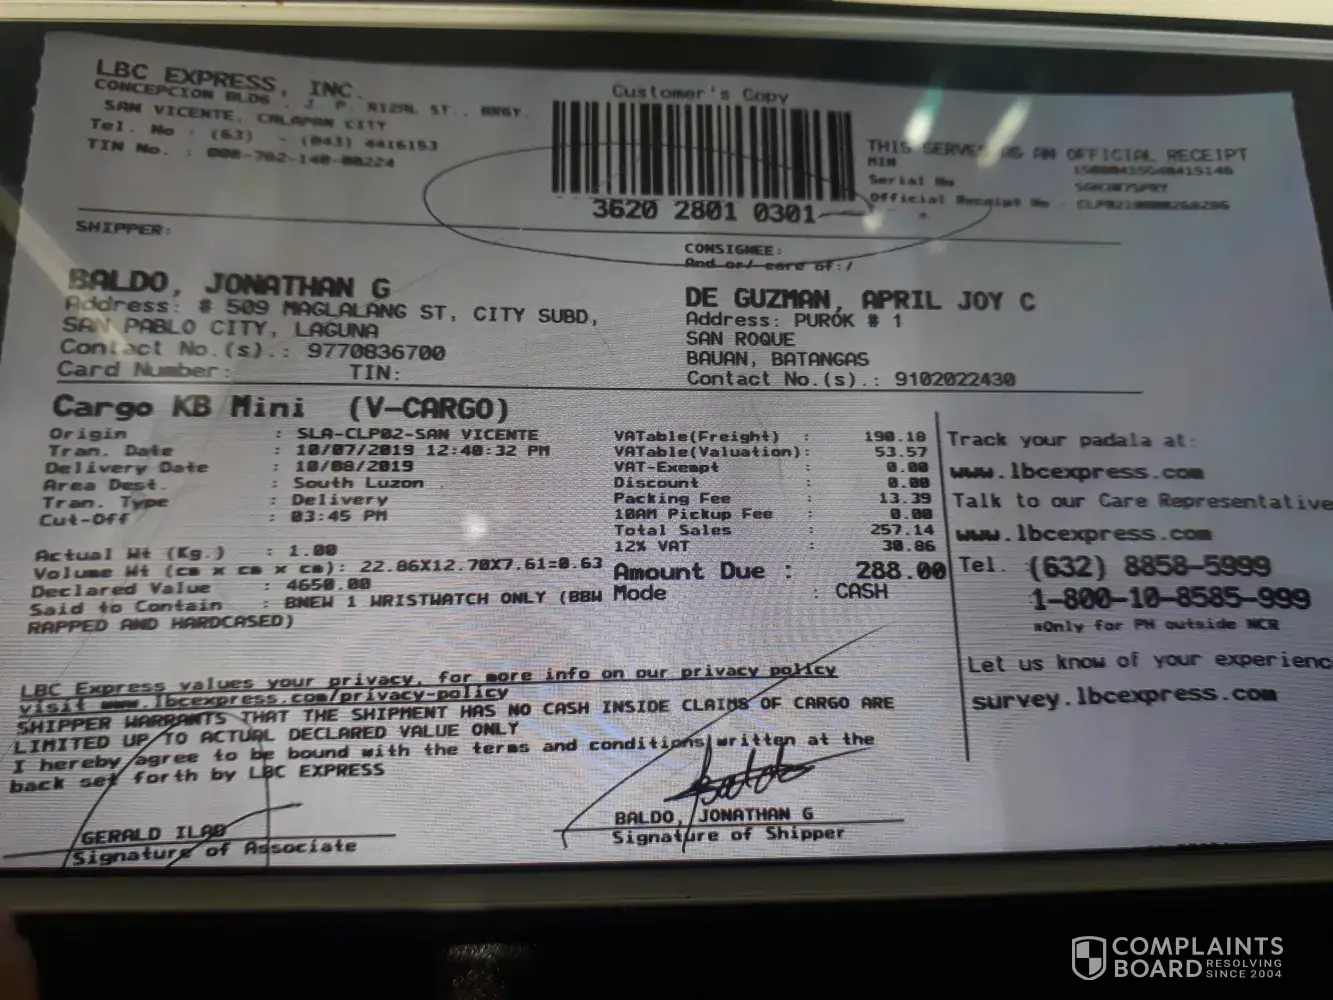 LBC EXPRESS, INC.
CONCEPCION BLDG., J. P. RIZAL ST., BRGY.
SAN VICENTE, CALAPAN CITY
Tel. No : (63) - (043) 4416153
TIN No. : 000-702-140-00224
Customer's Copy
3620 2801 0301
THIS SERVES AS AN OFFICIAL RECEIPT
MIN
Serial No
Official Receipt No :
SHIPPER:
BALDO, JONATHAN G
Address: # 509 MAGLALANG ST, CITY SUBD,
SAN PABLO CITY, LAGUNA
Contact No.(s).: 9770836700
Card Number: TIN:
CONSIGNEE:
And or/ care of:/
DE GUZMAN, APRIL JOY C
Address: PUROK # 1
SAN ROQUE
BAUAN, BATANGAS
Contact No.(s).: 9102022430
Cargo KB Mini (V-CARGO)
Origin : SLA-CLP02-SAN VICENTE
Tran. Date : 10/07/2019 12:40:32 PM
Delivery Date : 10/08/2019
Area Dest. : South Luzon
Tran. Type : Delivery
Cut-Off : 03:45 PM
Actual Wt (Kg.) : 1.00
Volume Wt (cm x cm x cm): 22.86X12.70X7.61=0.63
Declared Value : 4650.00
Said to Contain : BNEW 1 WRISTWATCH ONLY (BBW
RAPPED AND HARDCASED)
VATable(Freight) : 190.18
VATable(Valuation): 53.57
VAT-Exempt : 0.00
Discount : 0.00
Packing Fee : 13.39
10AM Pickup Fee : 0.00
Total Sales : 257.14
12% VAT : 30.86
Amount Due : 288.00
Mode : CASH
Track your padala at:
www.lbcexpress.com
Talk to our Care Representative
www.lbcexpress.com
Tel. (632) 8858-5999
1-800-10-8585-999
*Only for PH outside NCR
Let us know of your experienc
survey.lbcexpress.com
LBC Express values your privacy, for more info on our privacy policy
visit www.lbcexpress.com/privacy-policy
SHIPPER WARRANTS THAT THE SHIPMENT HAS NO CASH INSIDE CLAIMS OF CARGO ARE
LIMITED UP TO ACTUAL DECLARED VALUE ONLY
I hereby agree to be bound with the terms and conditions written at the
back set forth by LBC EXPRESS
GERALD ILAO
Signature of Associate
Baldo
BALDO, JONATHAN G
Signature of Shipper
COMPLAINTS
BOARD RESOLVING
SINCE 2004